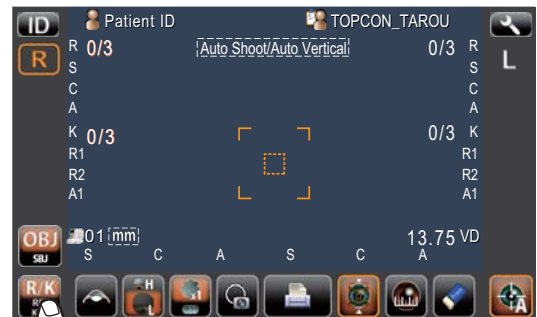 ID Patient ID TOPCON_TAROU
R R 0/3 Auto Shoot/Auto Vertical 0/3 R L
S S
C C
A A
K 0/3 0/3 K
R1 R1
R2 R2
A1 A1
OBJ 01 mm 13.75 VD
SBJ S C A S C A
R/K H x1 A
L